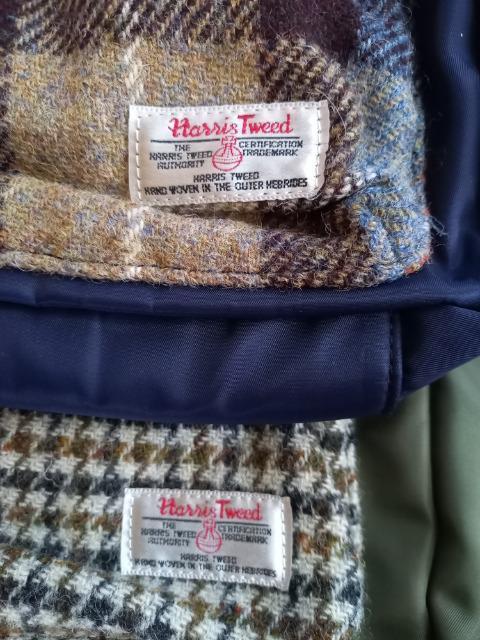 Harris Tweed
THE CERTIFICATION
HARRIS TWEED TRADEMARK
AUTHORITY
HARRIS TWEED
HAND WOVEN IN THE OUTER HEBRIDES
Harris Tweed
THE CERTIFICATION
HARRIS TWEED TRADEMARK
AUTHORITY
HARRIS TWEED
HAND WOVEN IN THE OUTER HEBRIDES